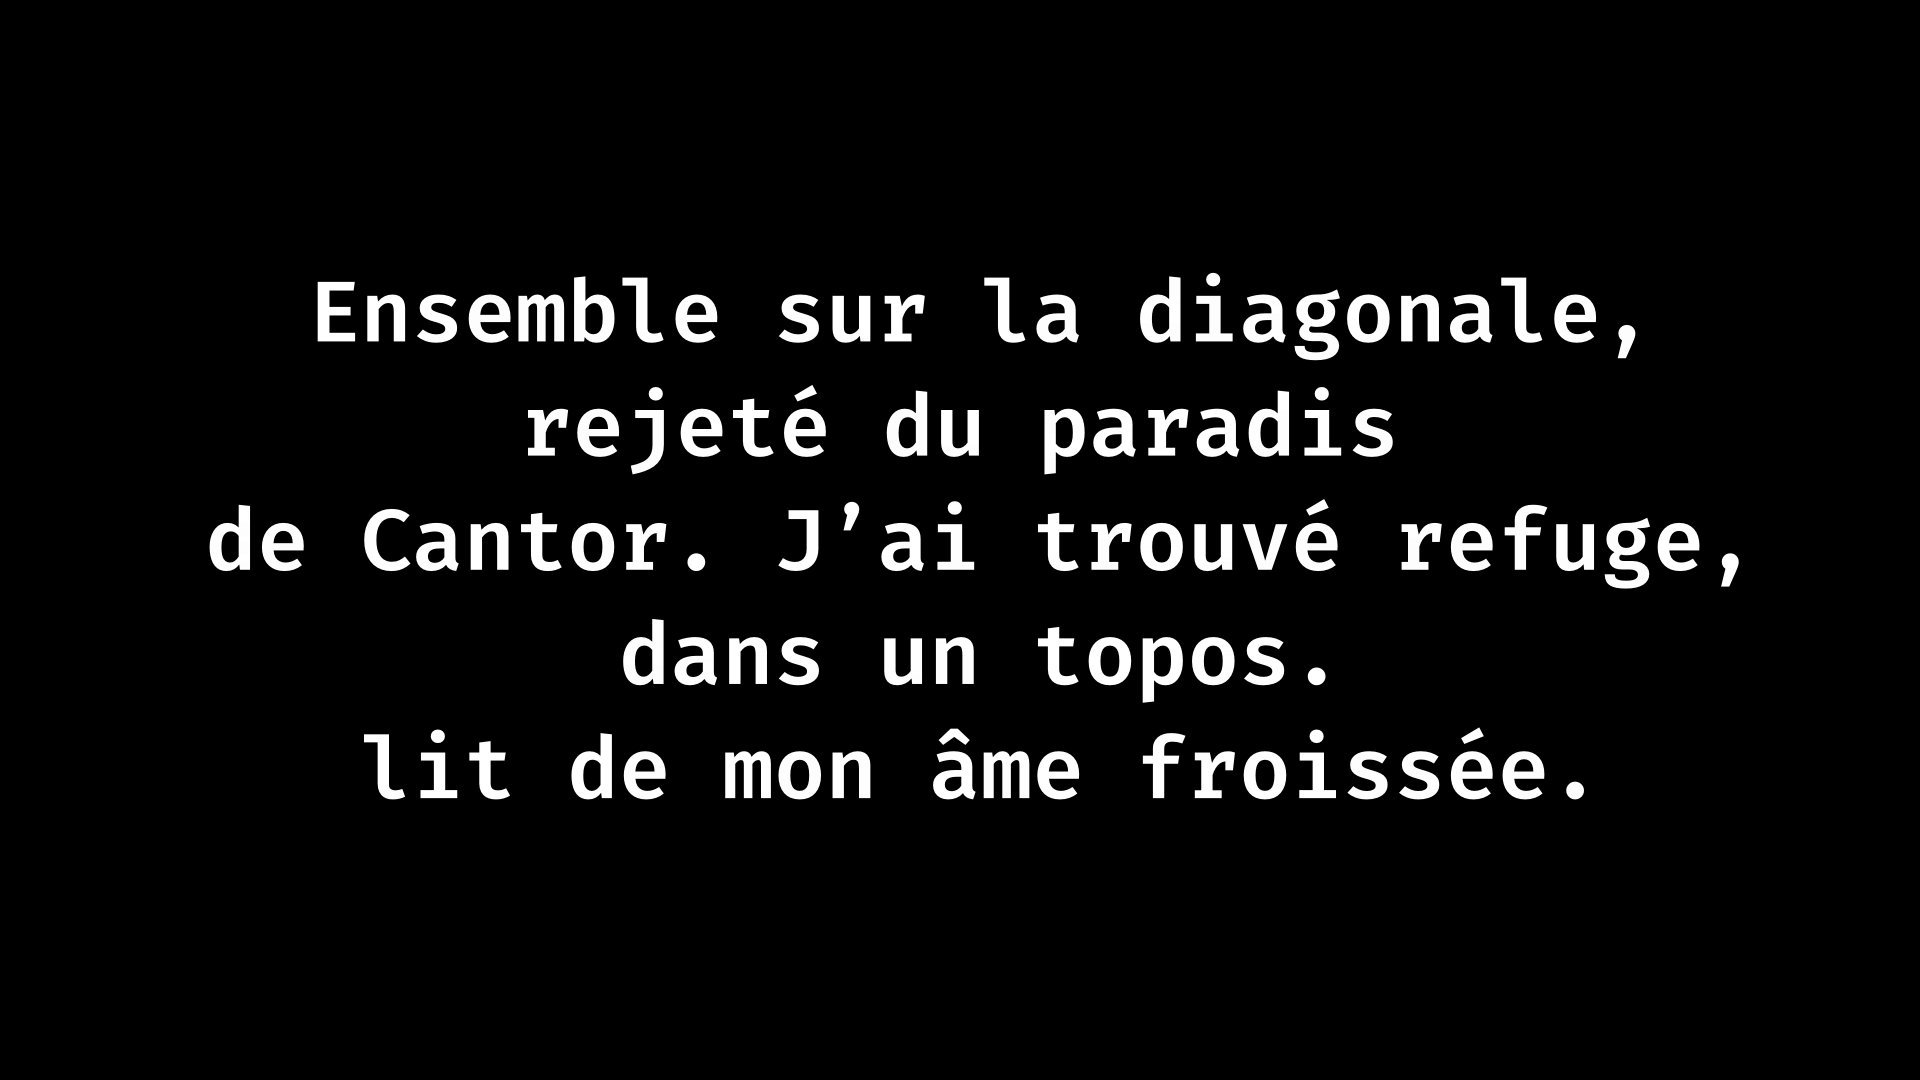 Ensemble sur la diagonale,
rejeté du paradis
de Cantor. J’ai trouvé refuge,
dans un topos.
lit de mon âme froissée.